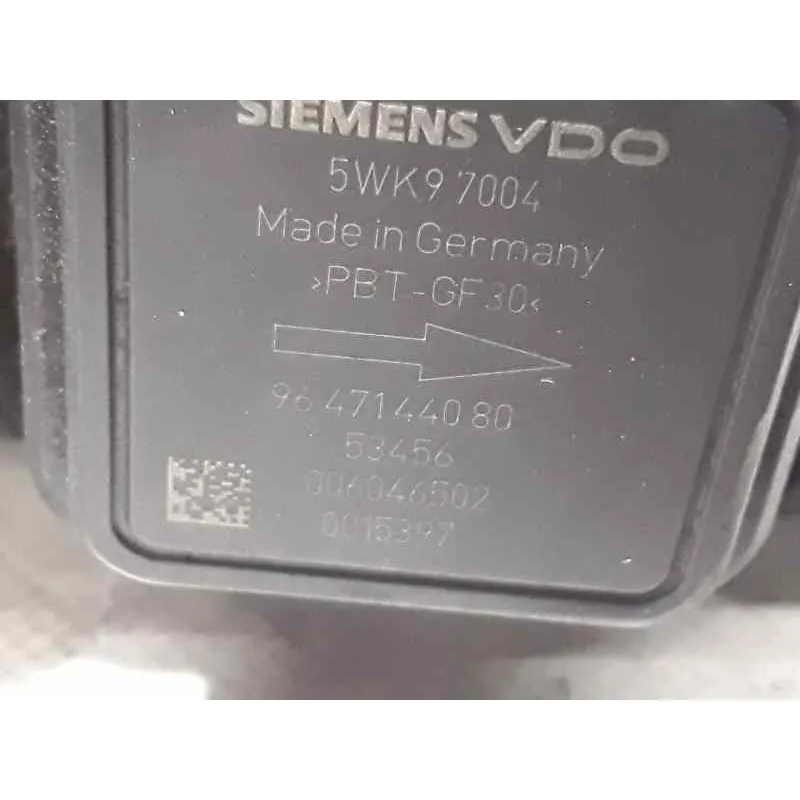 SIEMENS VDO
5WK9 7004
Made in Germany
>PBT-GF30<
96 471440 80
53456
006046502
0015397